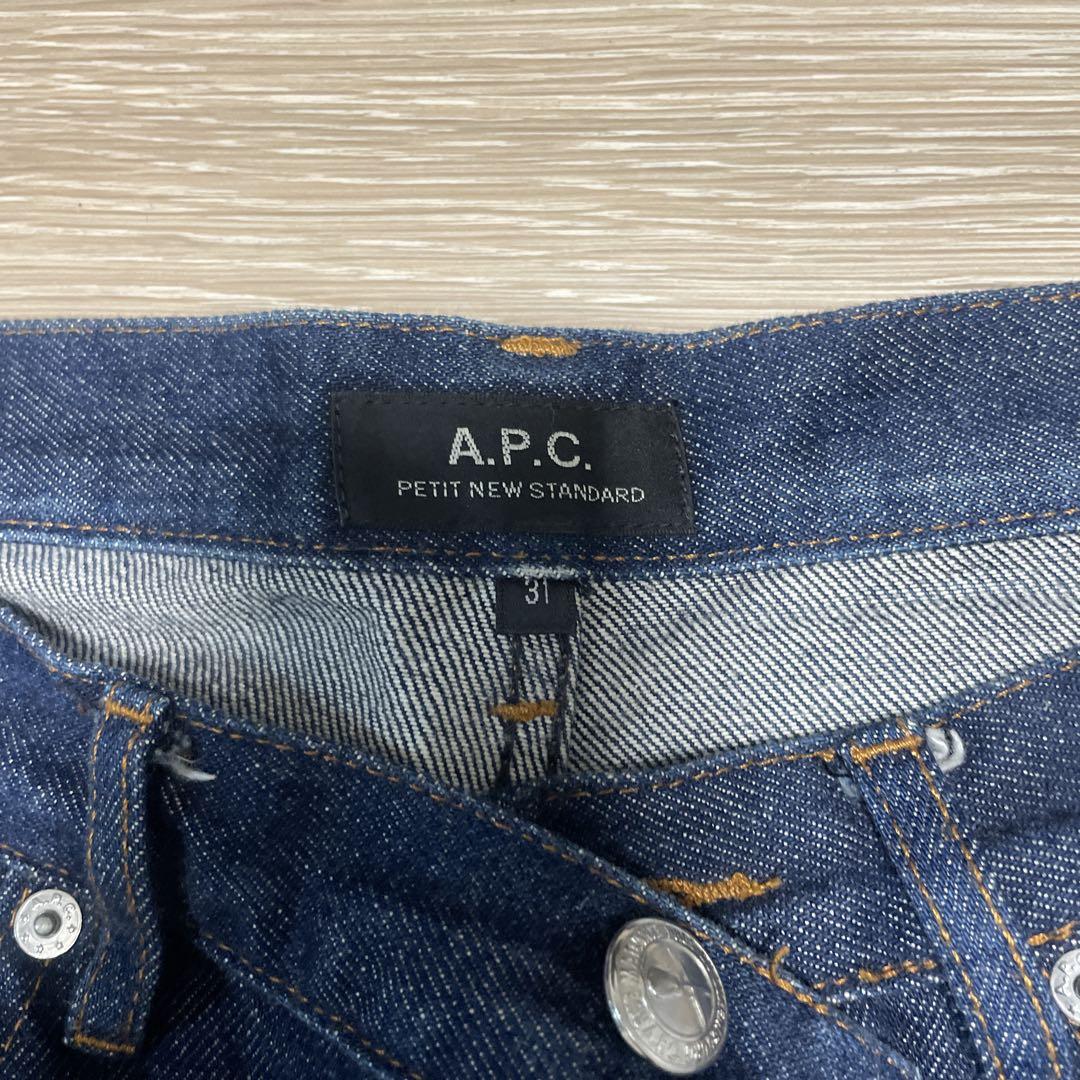 A.P.C.
PETIT NEW STANDARD
31